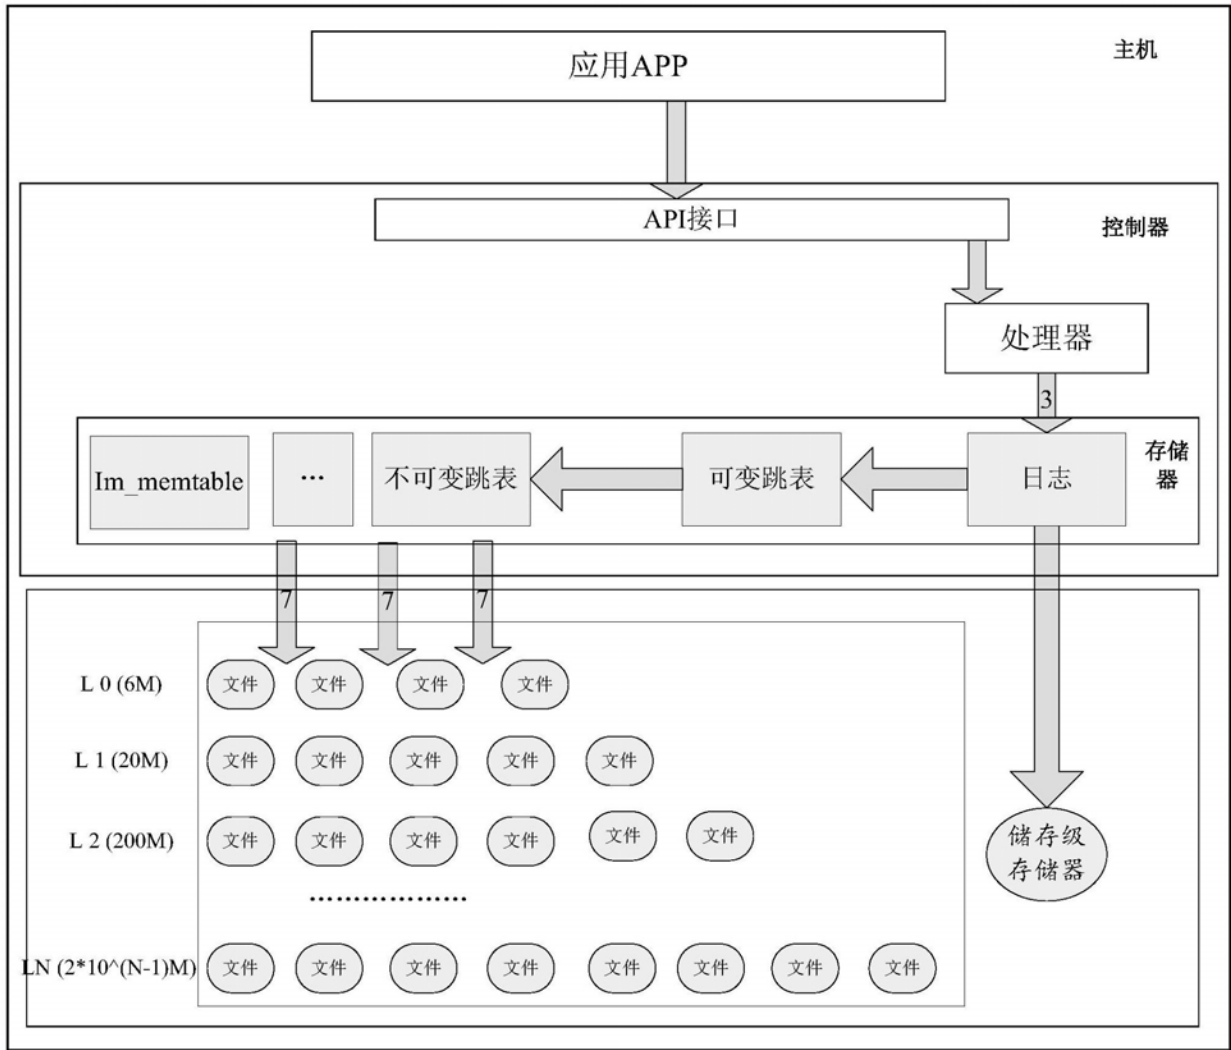 主机
应用APP
API接口
控制器
处理器
3
存储
器
Im_memtable
...
不可变跳表
可变跳表
日志
7
7
7
L 0 (6M)
文件
文件
文件
文件
L 1 (20M)
文件
文件
文件
文件
文件
L 2 (200M)
文件
文件
文件
文件
文件
文件
储存级
存储器
………………
LN (2*10^(N-1)M)
文件
文件
文件
文件
文件
文件
文件
文件